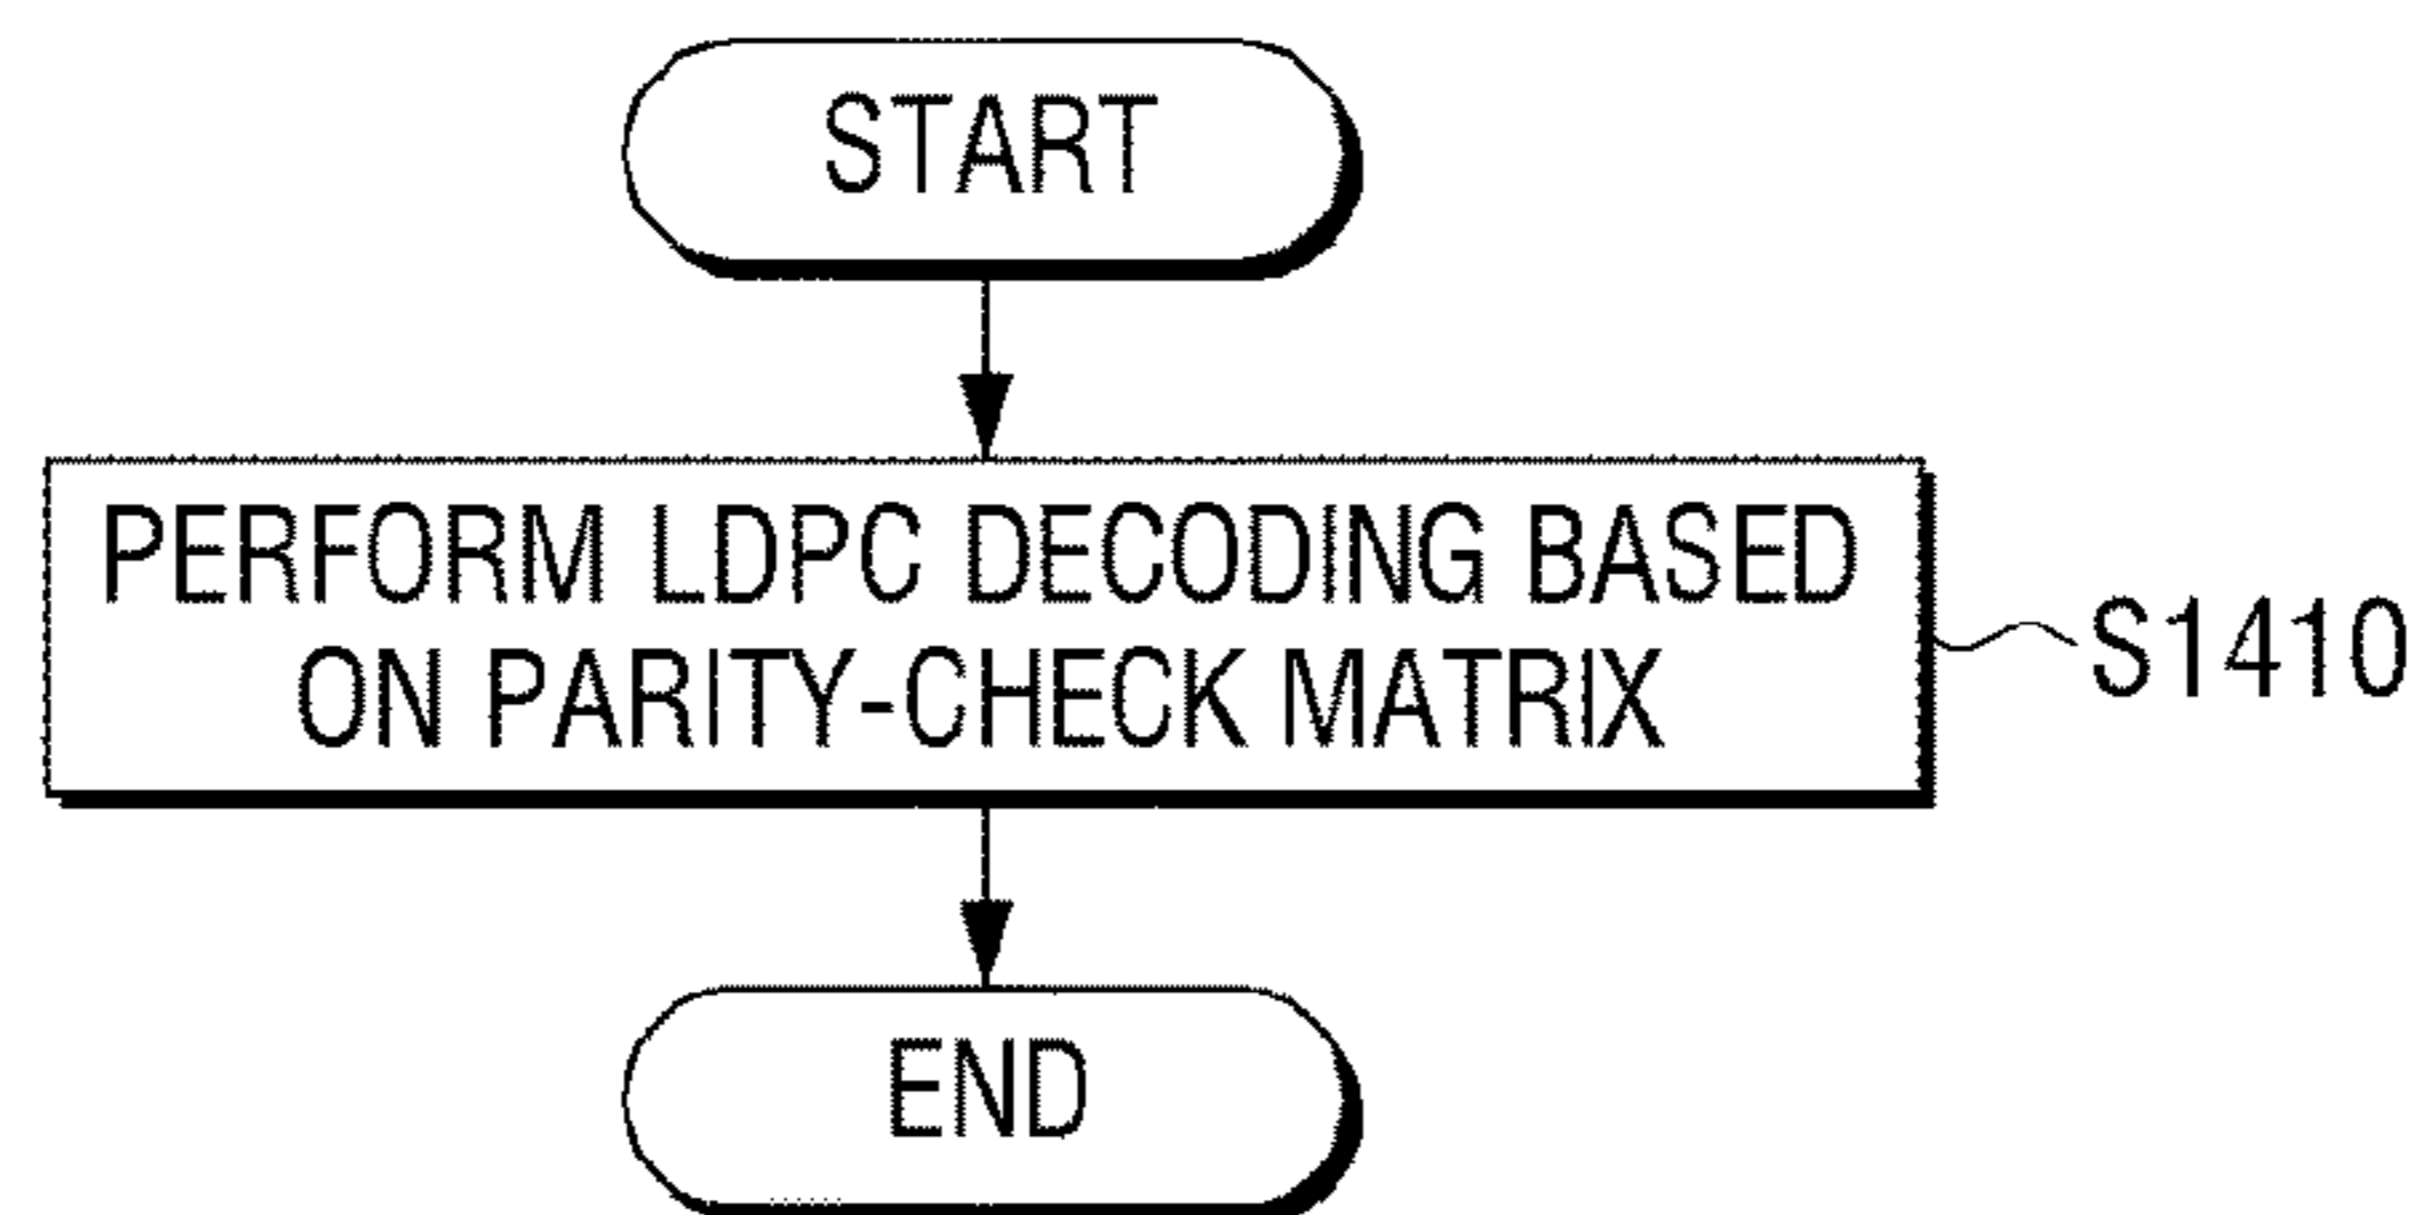 START
PERFORM LDPC DECODING BASED
ON PARITY-CHECK MATRIX
S1410
END